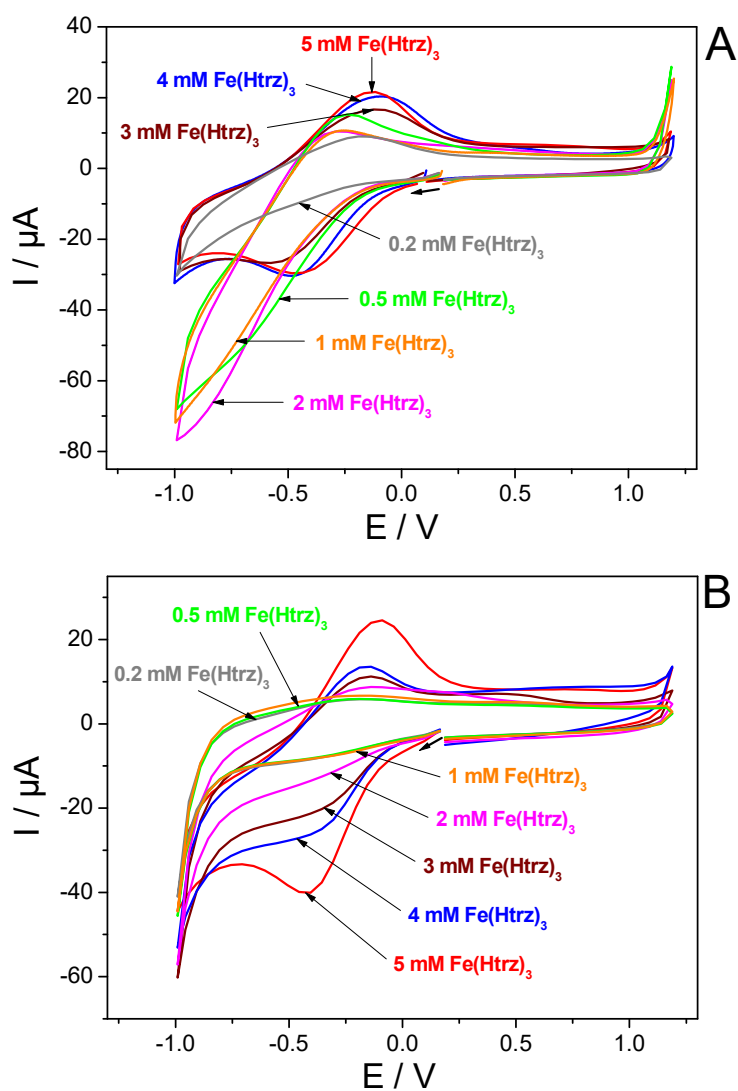 A
5 mM Fe(Htrz)₃
4 mM Fe(Htrz)₃
3 mM Fe(Htrz)₃
0.2 mM Fe(Htrz)₃
0.5 mM Fe(Htrz)₃
1 mM Fe(Htrz)₃
2 mM Fe(Htrz)₃
40
20
0
-20
-40
-60
-80
I / µA
-1.0 -0.5 0.0 0.5 1.0
E / V
B
0.5 mM Fe(Htrz)₃
0.2 mM Fe(Htrz)₃
1 mM Fe(Htrz)₃
2 mM Fe(Htrz)₃
3 mM Fe(Htrz)₃
4 mM Fe(Htrz)₃
5 mM Fe(Htrz)₃
20
0
-20
-40
-60
I / µA
-1.0 -0.5 0.0 0.5 1.0
E / V